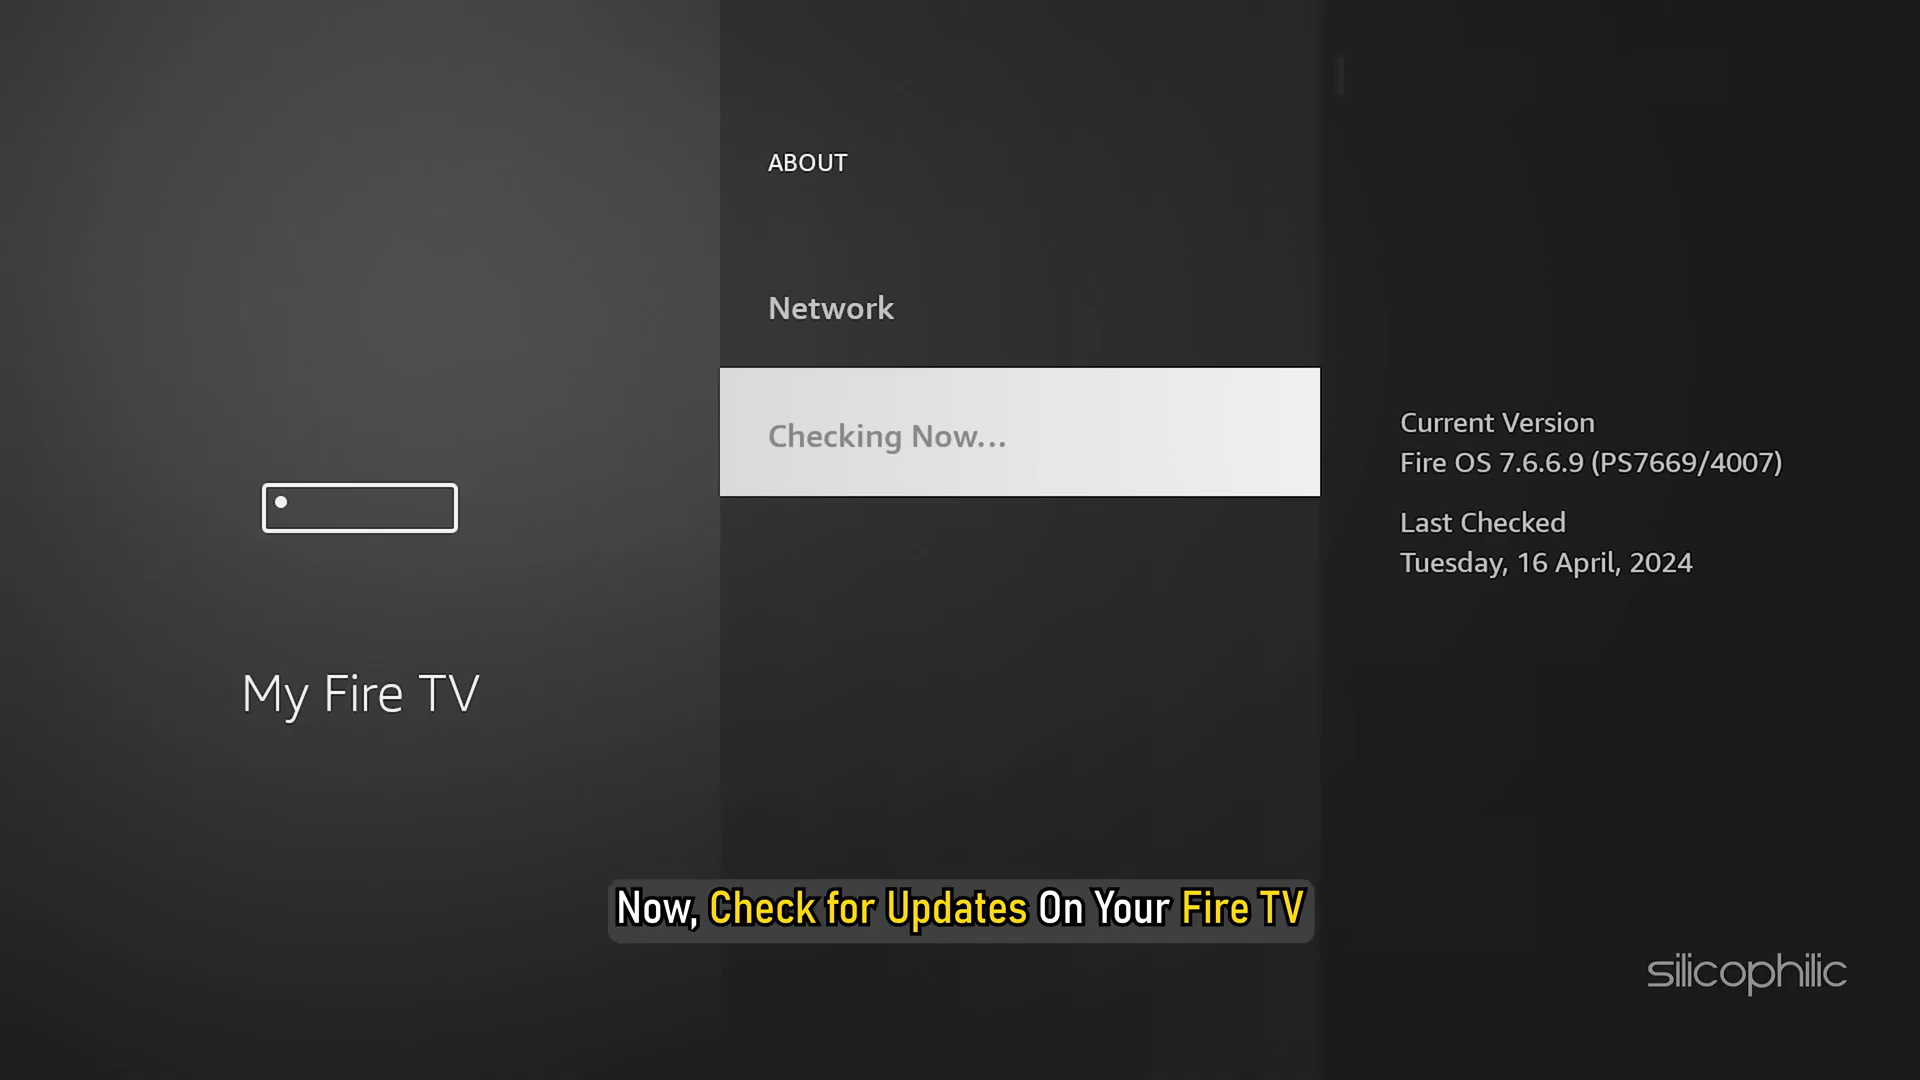 ABOUT
Network
Checking Now...
Current Version
Fire OS 7.6.6.9 (PS7669/4007)
Last Checked
Tuesday, 16 April, 2024
My Fire TV
Now, Check for Updates On Your Fire TV
silicophilic